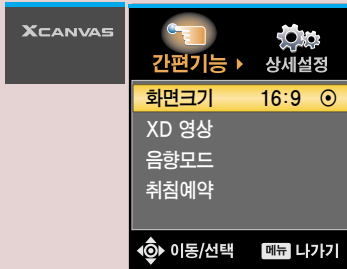 XCANVAS
간편기능 상세설정
화면크기 16:9
XD 영상
음향모드
취침예약
이동/선택 메뉴 나가기